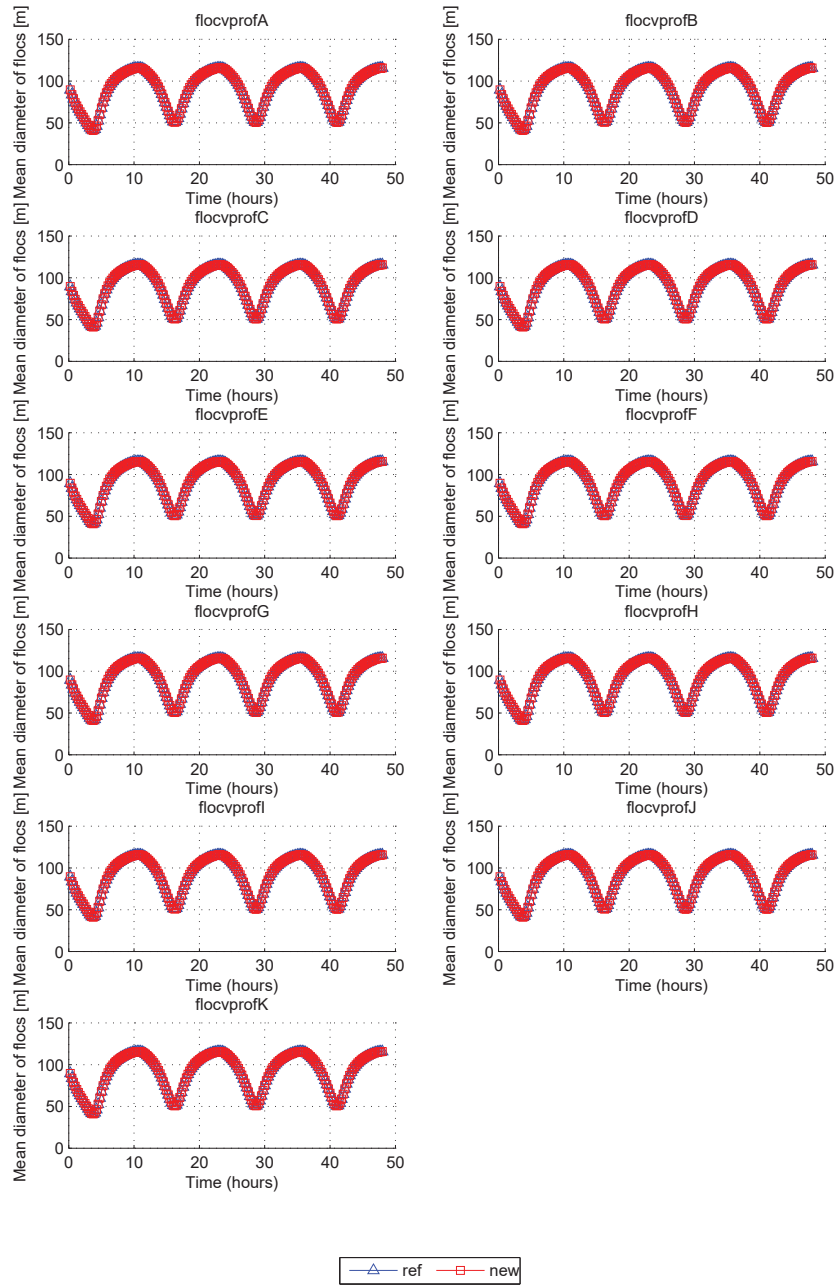 flocvprofA
Mean diameter of flocs [m]
150
100
50
0
0 10 20 30 40 50
Time (hours)
flocvprofB
Mean diameter of flocs [m]
150
100
50
0
0 10 20 30 40 50
Time (hours)
flocvprofC
Mean diameter of flocs [m]
150
100
50
0
0 10 20 30 40 50
Time (hours)
flocvprofD
Mean diameter of flocs [m]
150
100
50
0
0 10 20 30 40 50
Time (hours)
flocvprofE
Mean diameter of flocs [m]
150
100
50
0
0 10 20 30 40 50
Time (hours)
flocvprofF
Mean diameter of flocs [m]
150
100
50
0
0 10 20 30 40 50
Time (hours)
flocvprofG
Mean diameter of flocs [m]
150
100
50
0
0 10 20 30 40 50
Time (hours)
flocvprofH
Mean diameter of flocs [m]
150
100
50
0
0 10 20 30 40 50
Time (hours)
flocvprofI
Mean diameter of flocs [m]
150
100
50
0
0 10 20 30 40 50
Time (hours)
flocvprofJ
Mean diameter of flocs [m]
150
100
50
0
0 10 20 30 40 50
Time (hours)
flocvprofK
Mean diameter of flocs [m]
150
100
50
0
0 10 20 30 40 50
Time (hours)
ref new